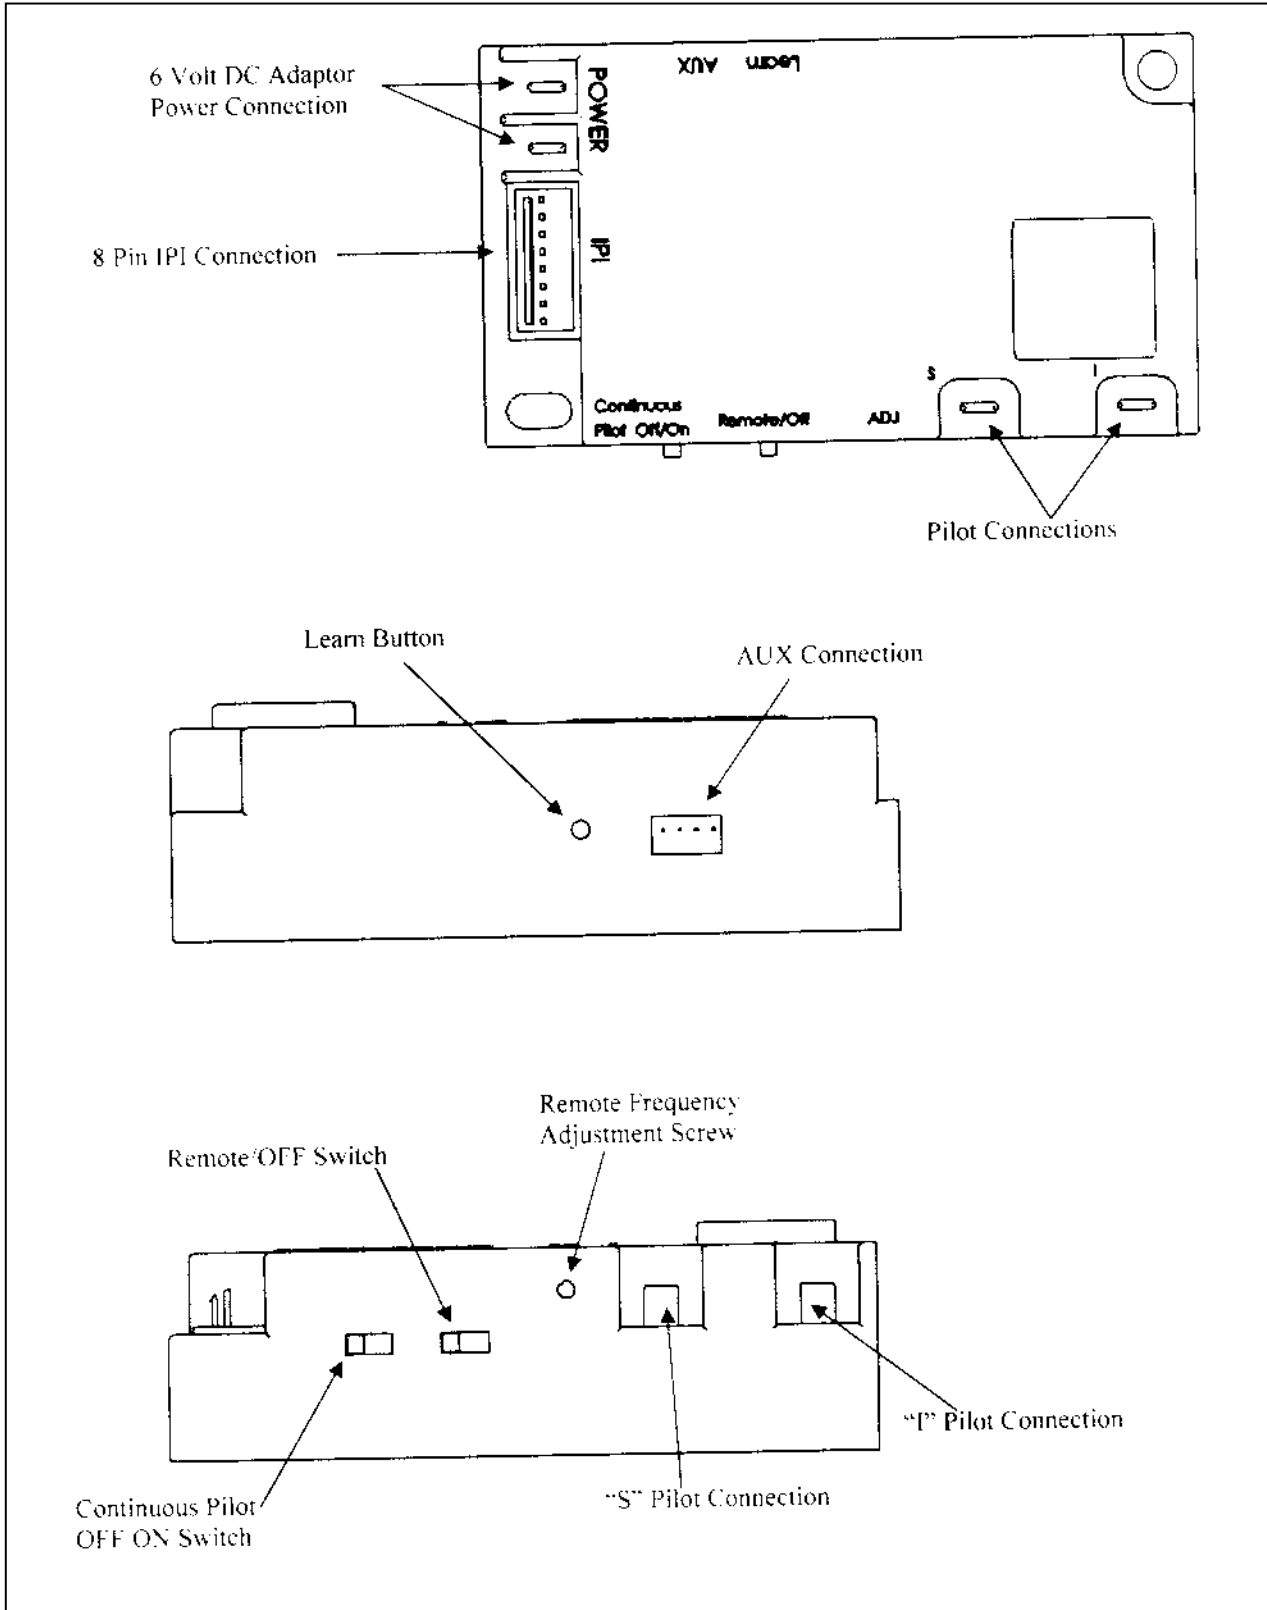 6 Volt DC Adaptor
Power Connection
POWER
AUX Learn
8 Pin IPI Connection
IPI
S
I
Continuous
Pilot Off/On
Remote/Off
ADJ
Pilot Connections
Learn Button
AUX Connection
Remote Frequency
Adjustment Screw
Remote/OFF Switch
"I" Pilot Connection
"S" Pilot Connection
Continuous Pilot
OFF ON Switch